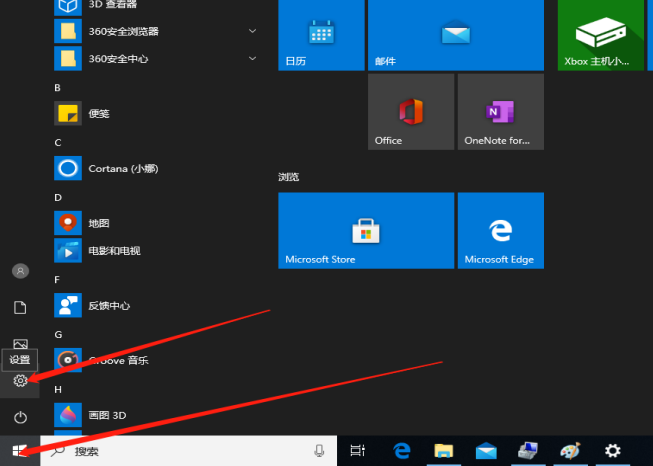 3D 查看器
360安全浏览器
360安全中心
B
便笺
C
Cortana (小娜)
D
地图
电影和电视
F
反馈中心
G
Groove 音乐
H
画图 3D
设置
搜索
日历
邮件
Xbox 主机小...
Office
OneNote for...
浏览
Microsoft Store
Microsoft Edge